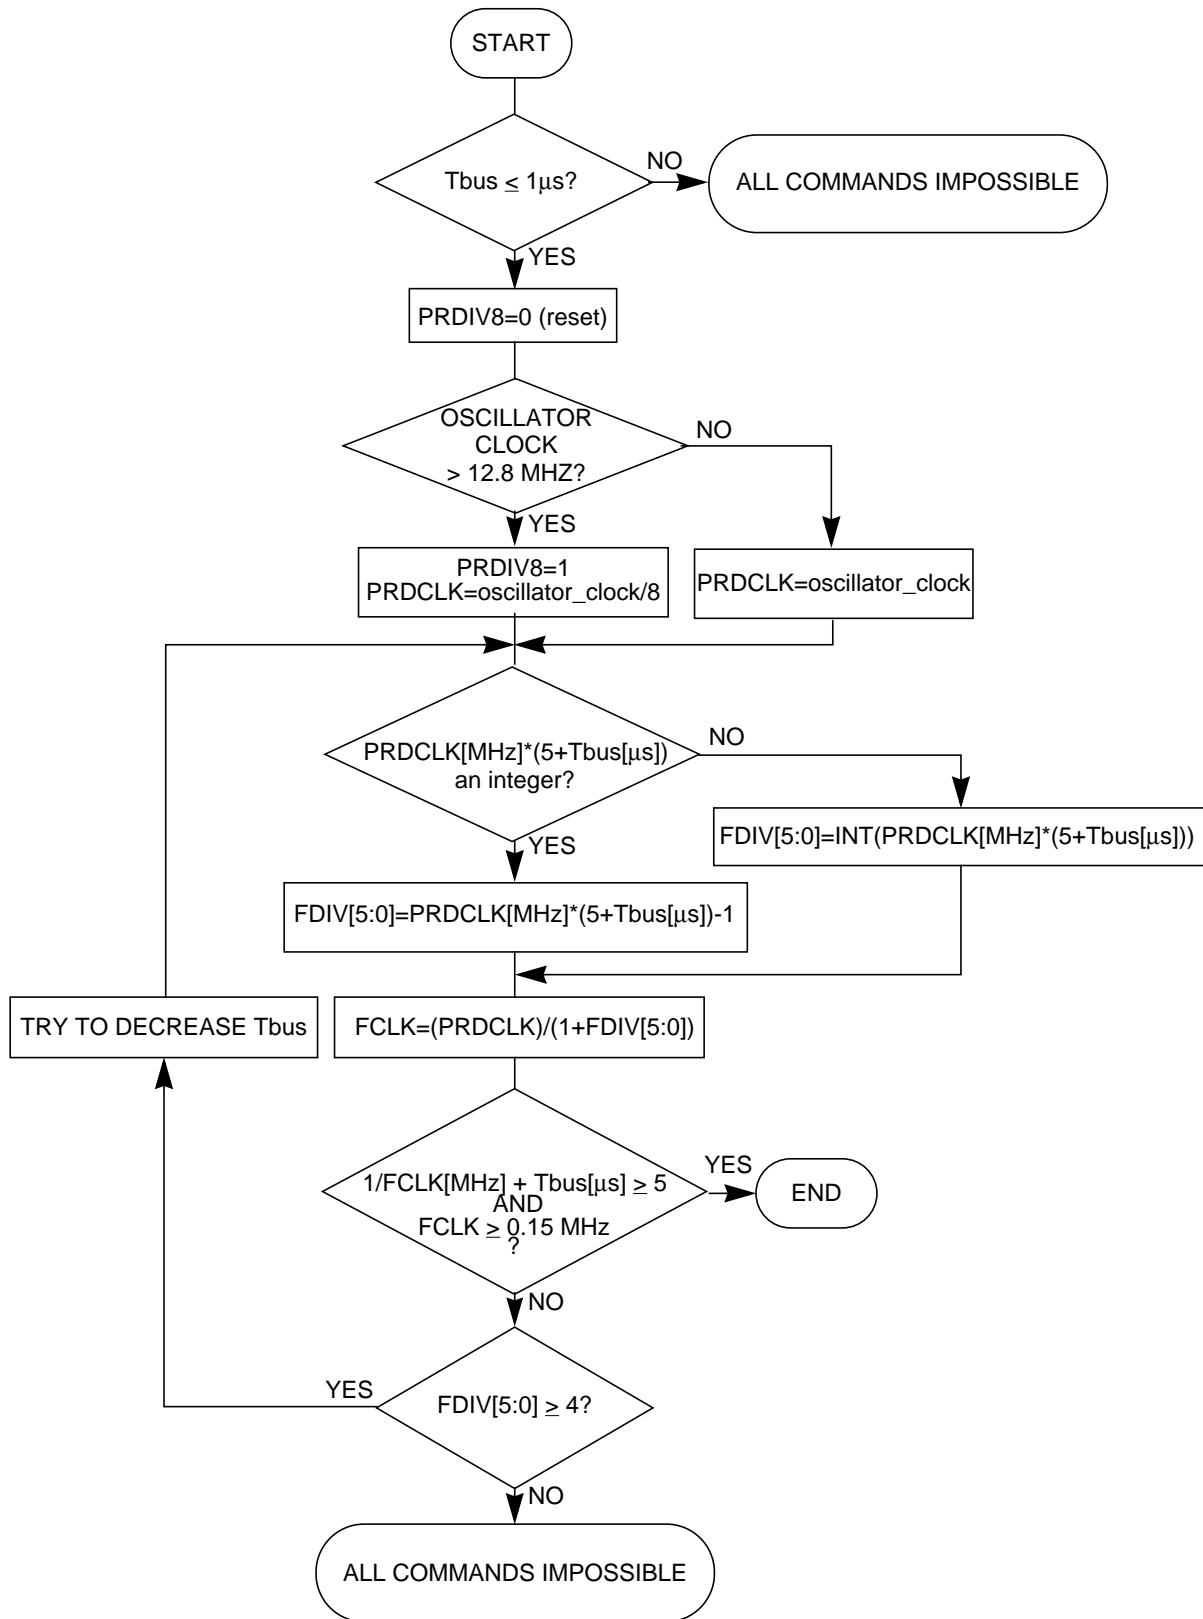 START
Tbus ≤ 1μs?
NO
ALL COMMANDS IMPOSSIBLE
YES
PRDIV8=0 (reset)
OSCILLATOR
CLOCK
> 12.8 MHZ?
NO
YES
PRDIV8=1
PRDCLK=oscillator_clock/8
PRDCLK=oscillator_clock
PRDCLK[MHz]*(5+Tbus[μs])
an integer?
NO
YES
FDIV[5:0]=INT(PRDCLK[MHz]*(5+Tbus[μs]))
FDIV[5:0]=PRDCLK[MHz]*(5+Tbus[μs])-1
TRY TO DECREASE Tbus
FCLK=(PRDCLK)/(1+FDIV[5:0])
1/FCLK[MHz] + Tbus[μs] ≥ 5
AND
FCLK ≥ 0.15 MHz
?
YES
END
NO
FDIV[5:0] ≥ 4?
YES
NO
ALL COMMANDS IMPOSSIBLE